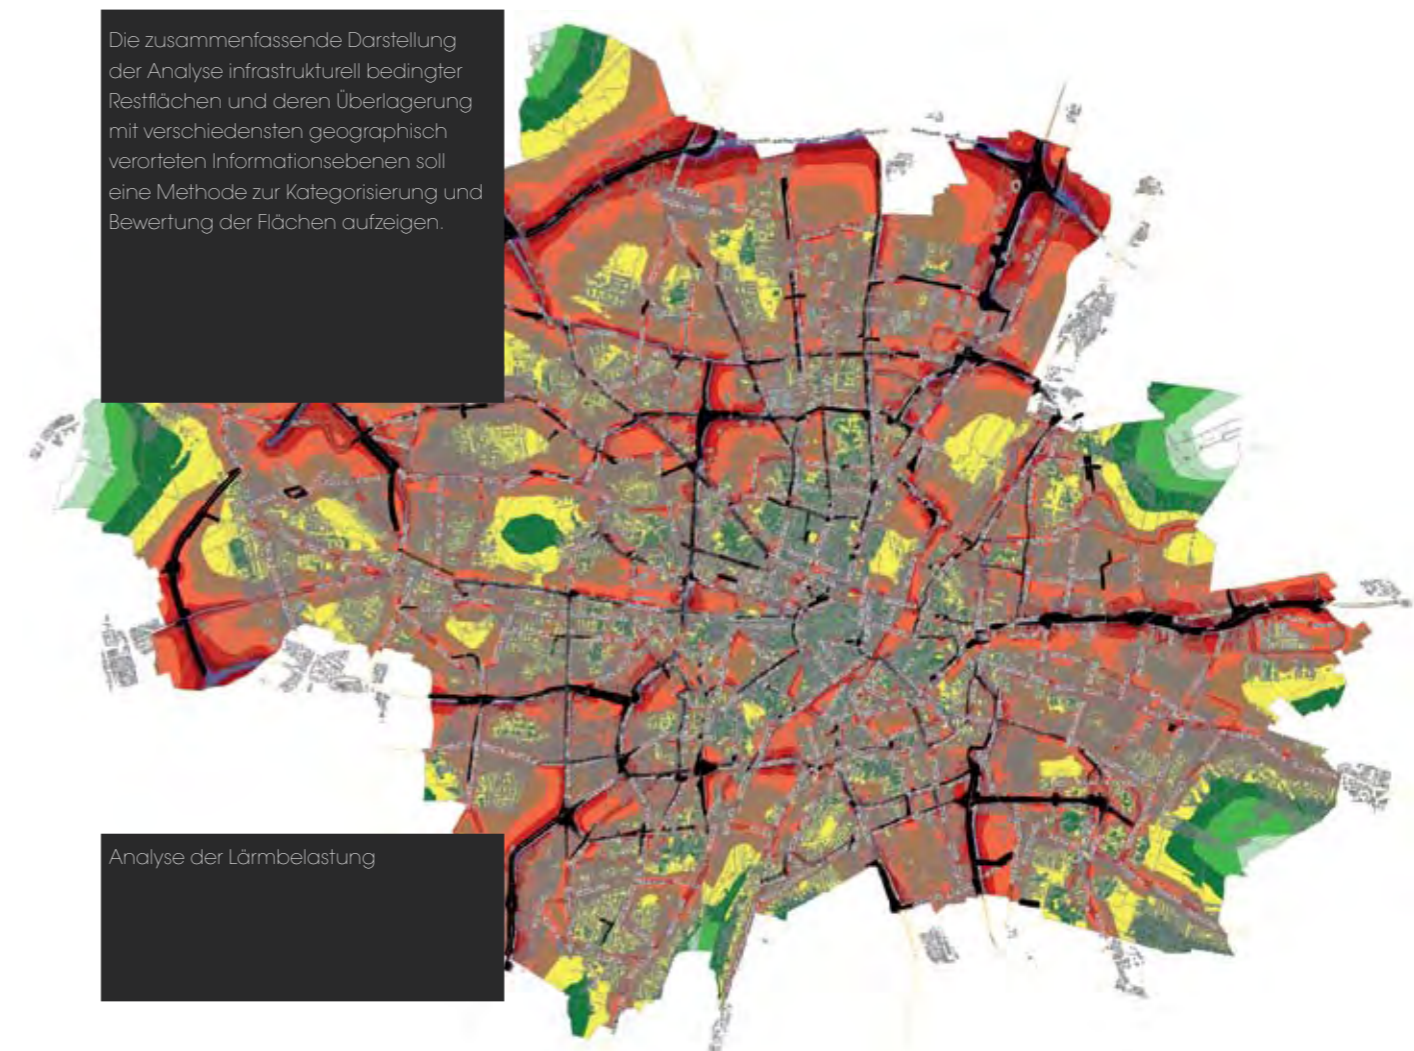 Die zusammenfassende Darstellung
der Analyse infrastrukturell bedingter
Restflächen und deren Überlagerung
mit verschiedensten geographisch
verorteten Informationsebenen soll
eine Methode zur Kategorisierung und
Bewertung der Flächen aufzeigen.
Analyse der Lärmbelastung